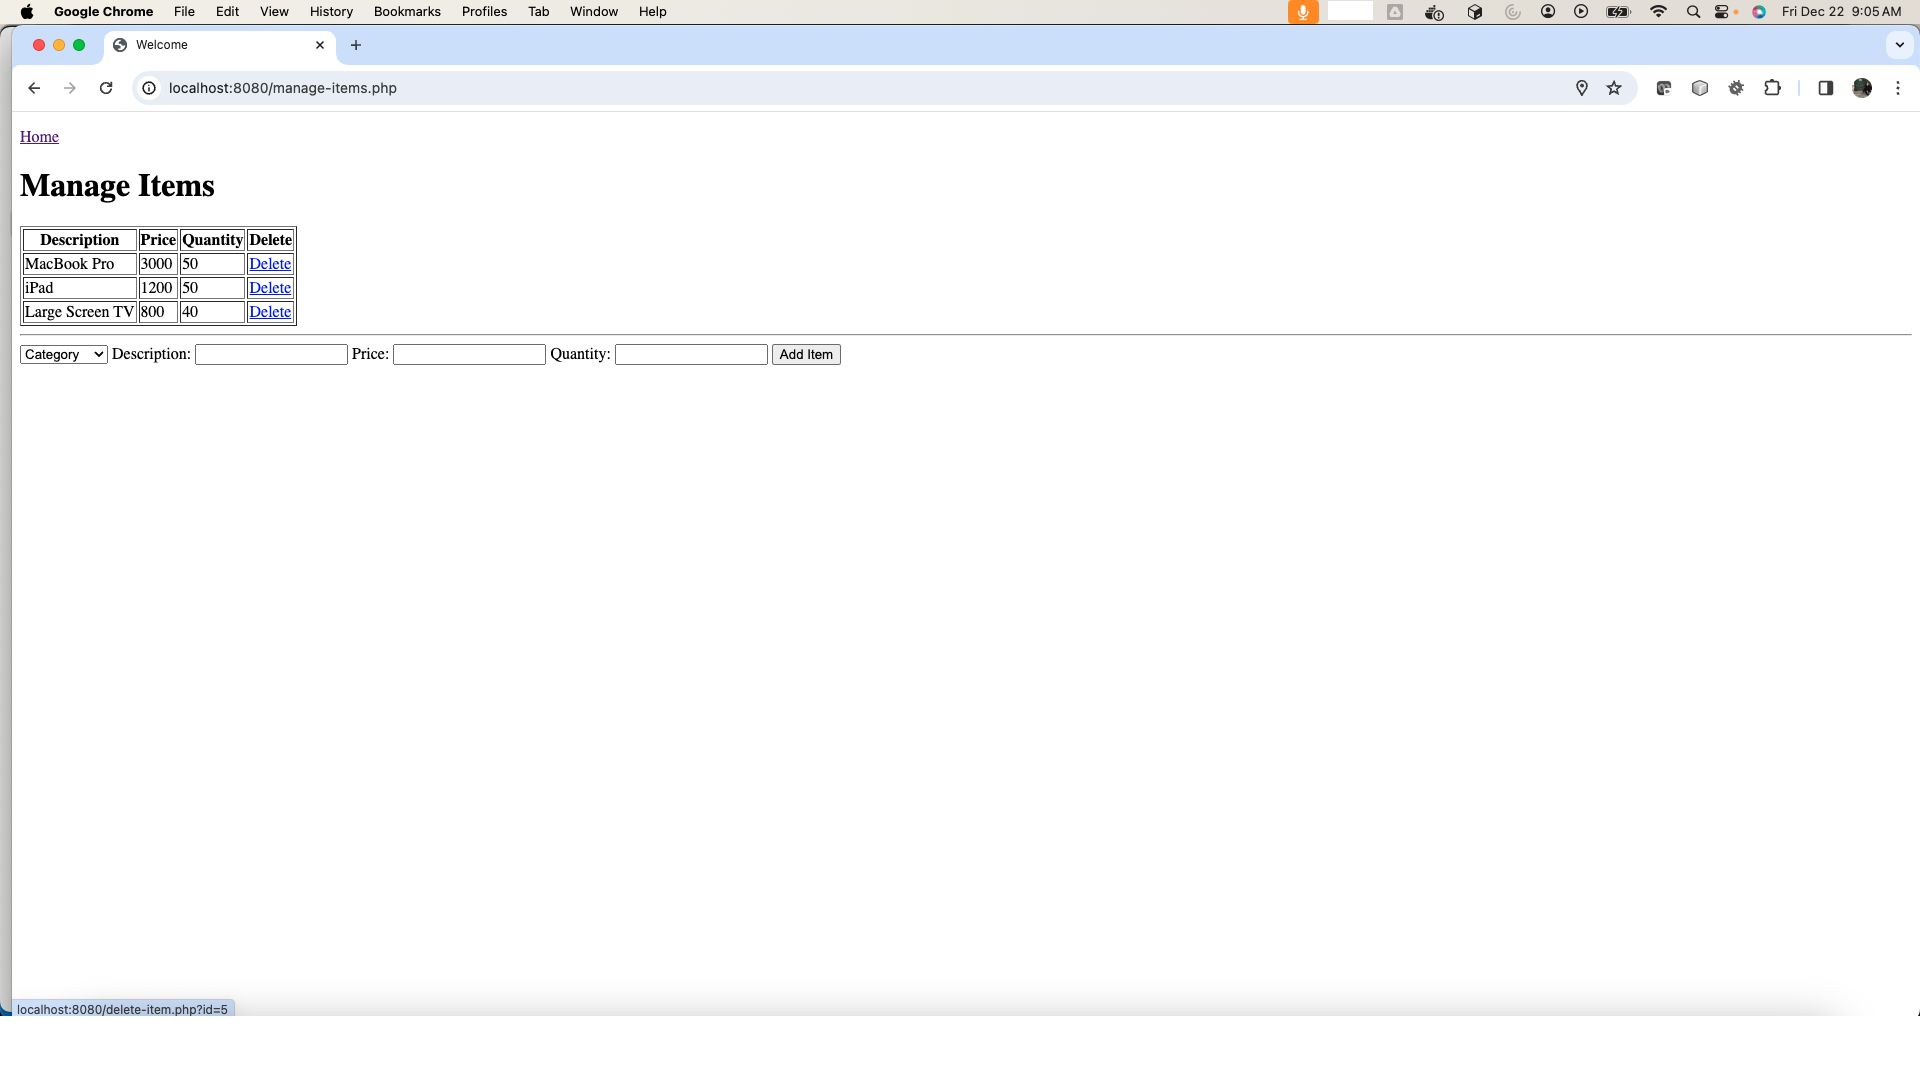 Google Chrome File Edit View History Bookmarks Profiles Tab Window Help Fri Dec 22 9:05 AM
Welcome
localhost:8080/manage-items.php
Home
Manage Items
Description Price Quantity Delete
MacBook Pro 3000 50 Delete
iPad 1200 50 Delete
Large Screen TV 800 40 Delete
Category Description: Price: Quantity: Add Item
localhost:8080/delete-item.php?id=5